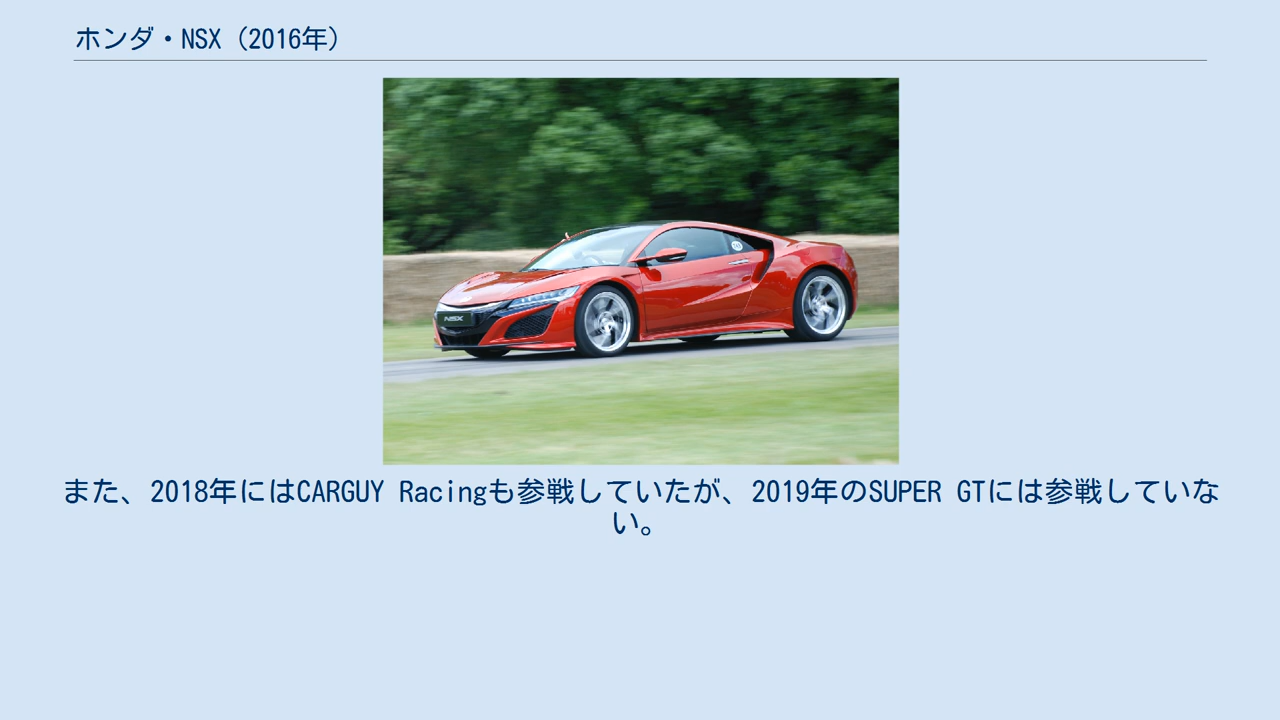 ホンダ・NSX（2016年）
NSX
また、2018年にはCARGUY Racingも参戦していたが、2019年のSUPER GTには参戦していな
い。